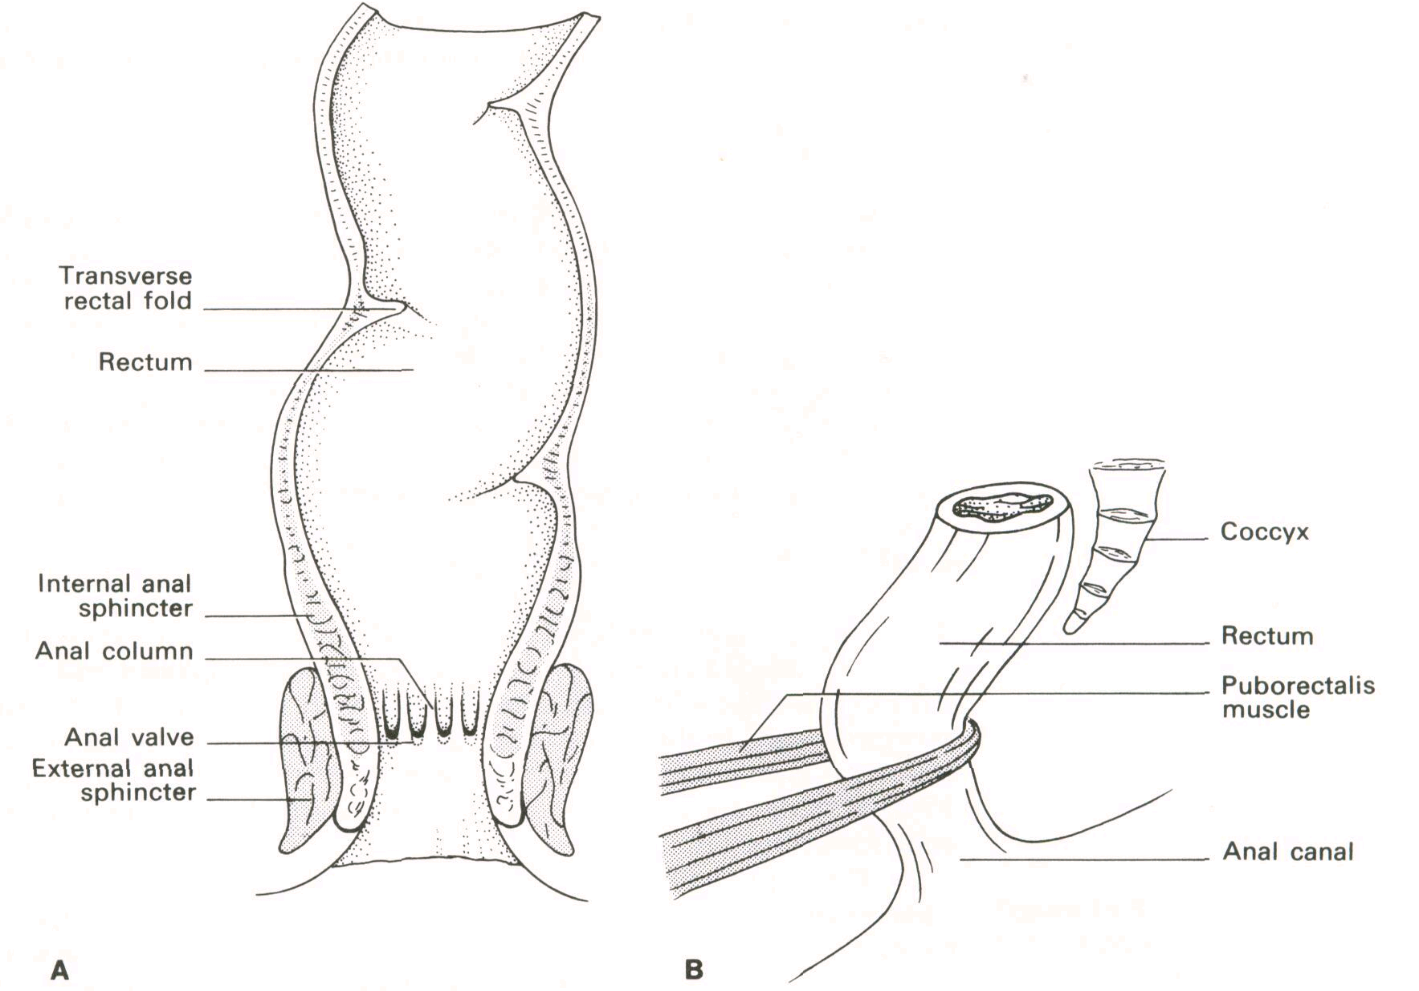 Transverse
rectal fold
Rectum
Internal anal
sphincter
Anal column
Anal valve
External anal
sphincter
A
Coccyx
Rectum
Puborectalis
muscle
Anal canal
B